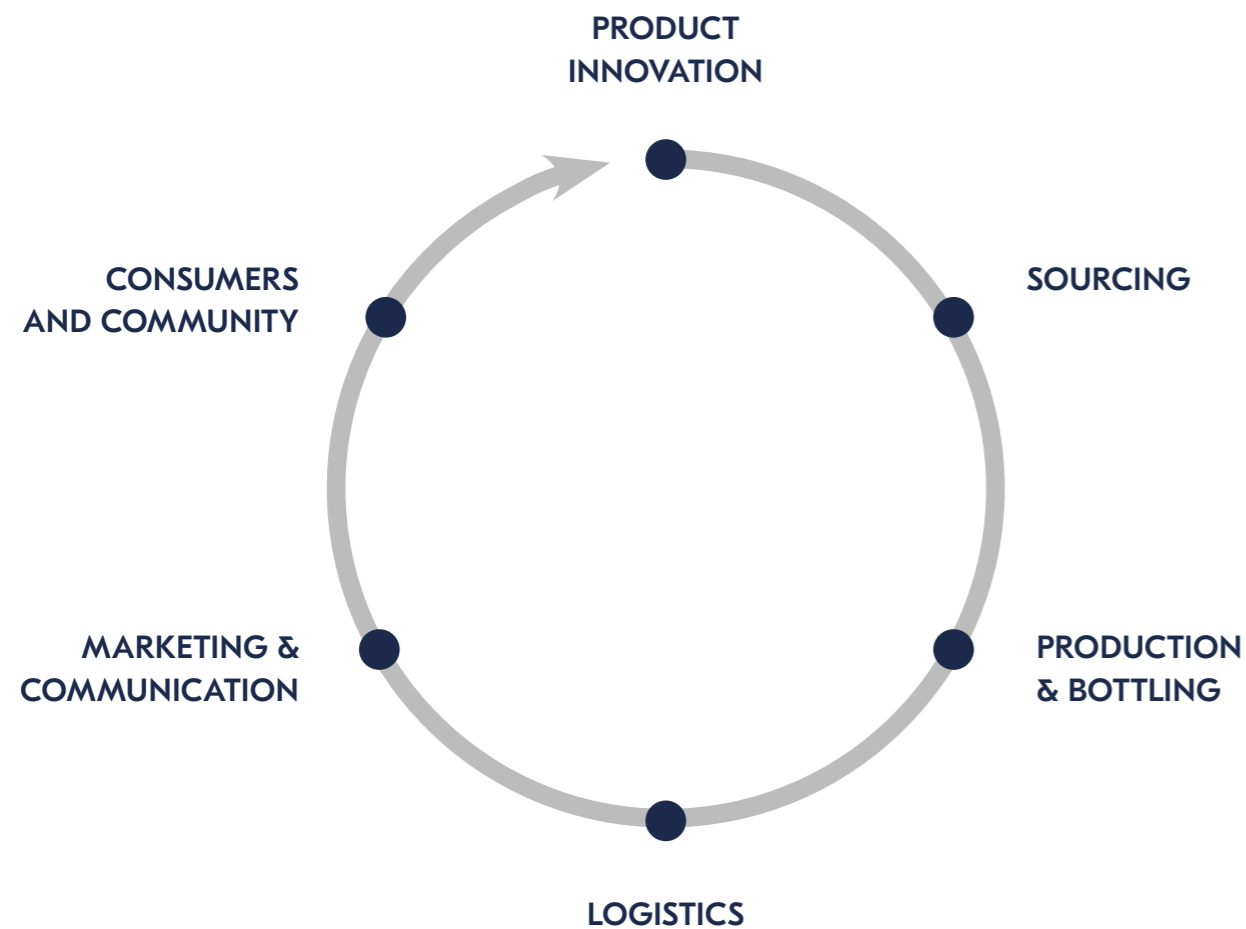 PRODUCT
INNOVATION
SOURCING
PRODUCTION
& BOTTLING
LOGISTICS
MARKETING &
COMMUNICATION
CONSUMERS
AND COMMUNITY